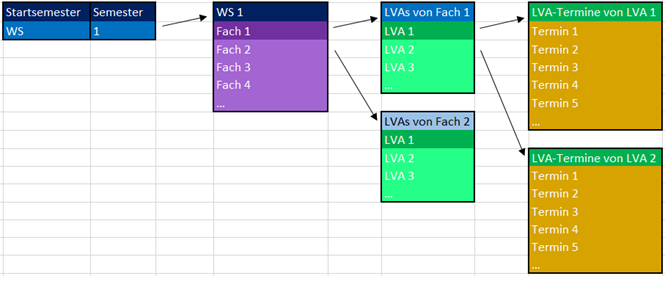 Startsemester Semester
WS 1
WS 1
Fach 1
Fach 2
Fach 3
Fach 4
...
LVAs von Fach 1
LVA 1
LVA 2
LVA 3
...
LVAs von Fach 2
LVA 1
LVA 2
LVA 3
...
LVA-Termine von LVA 1
Termin 1
Termin 2
Termin 3
Termin 4
Termin 5
...
LVA-Termine von LVA 2
Termin 1
Termin 2
Termin 3
Termin 4
Termin 5
...